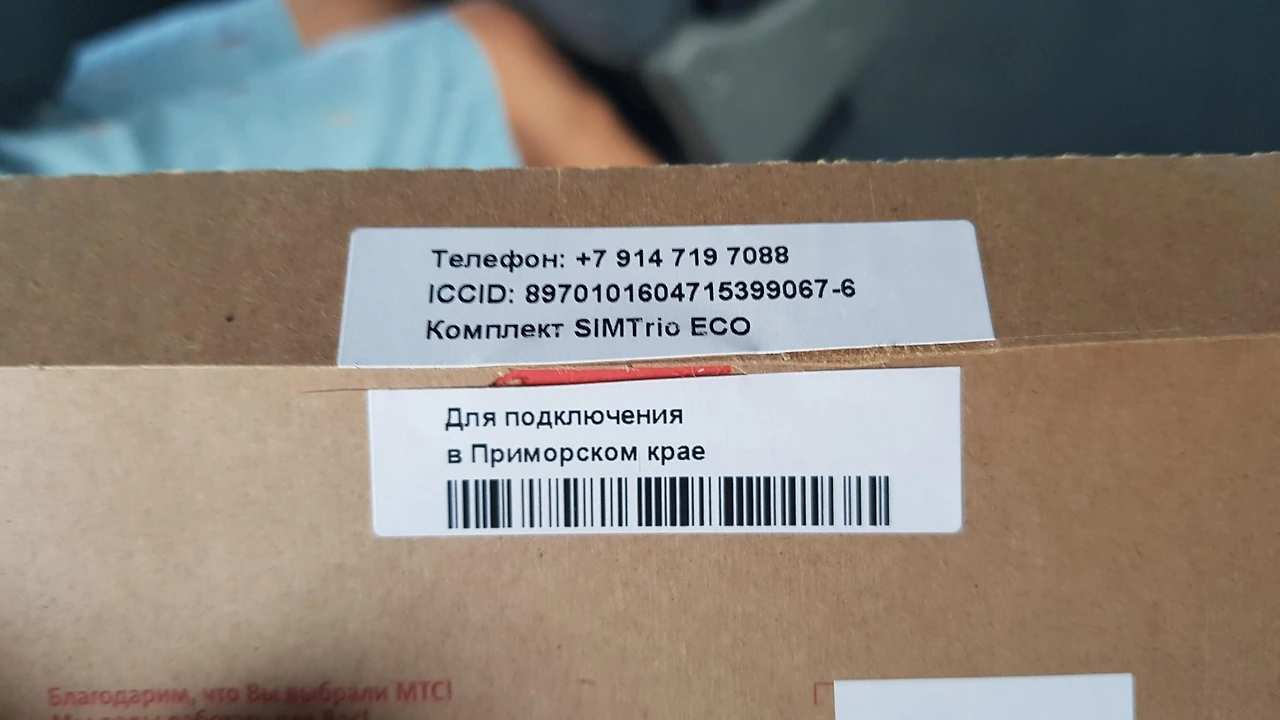 Телефон: +7 914 719 7088
ICCID: 8970101604715399067-6
Комплект SIMTrio ECO
Для подключения
в Приморском крае
Благодарим, что Вы выбрали МТС!